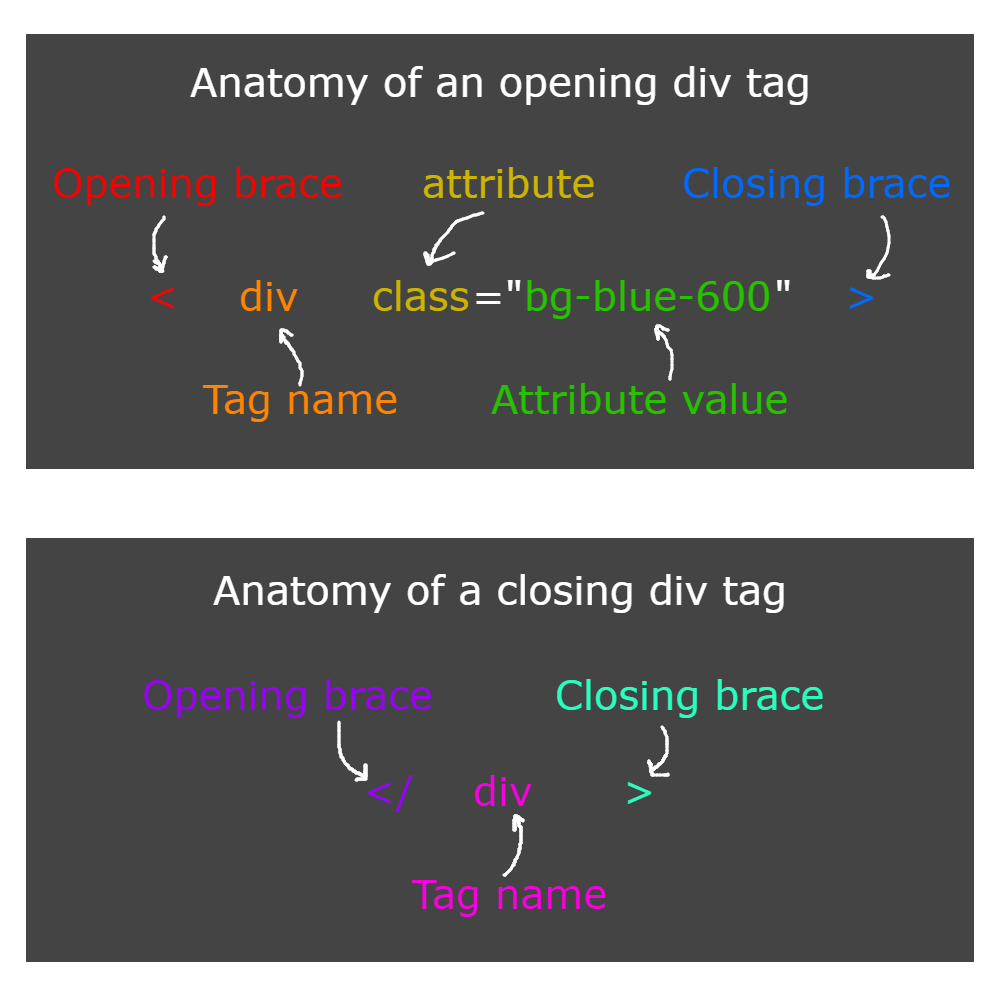 Anatomy of an opening div tag
Opening brace attribute Closing brace
< div class="bg-blue-600" >
Tag name Attribute value
Anatomy of a closing div tag
Opening brace Closing brace
</ div >
Tag name